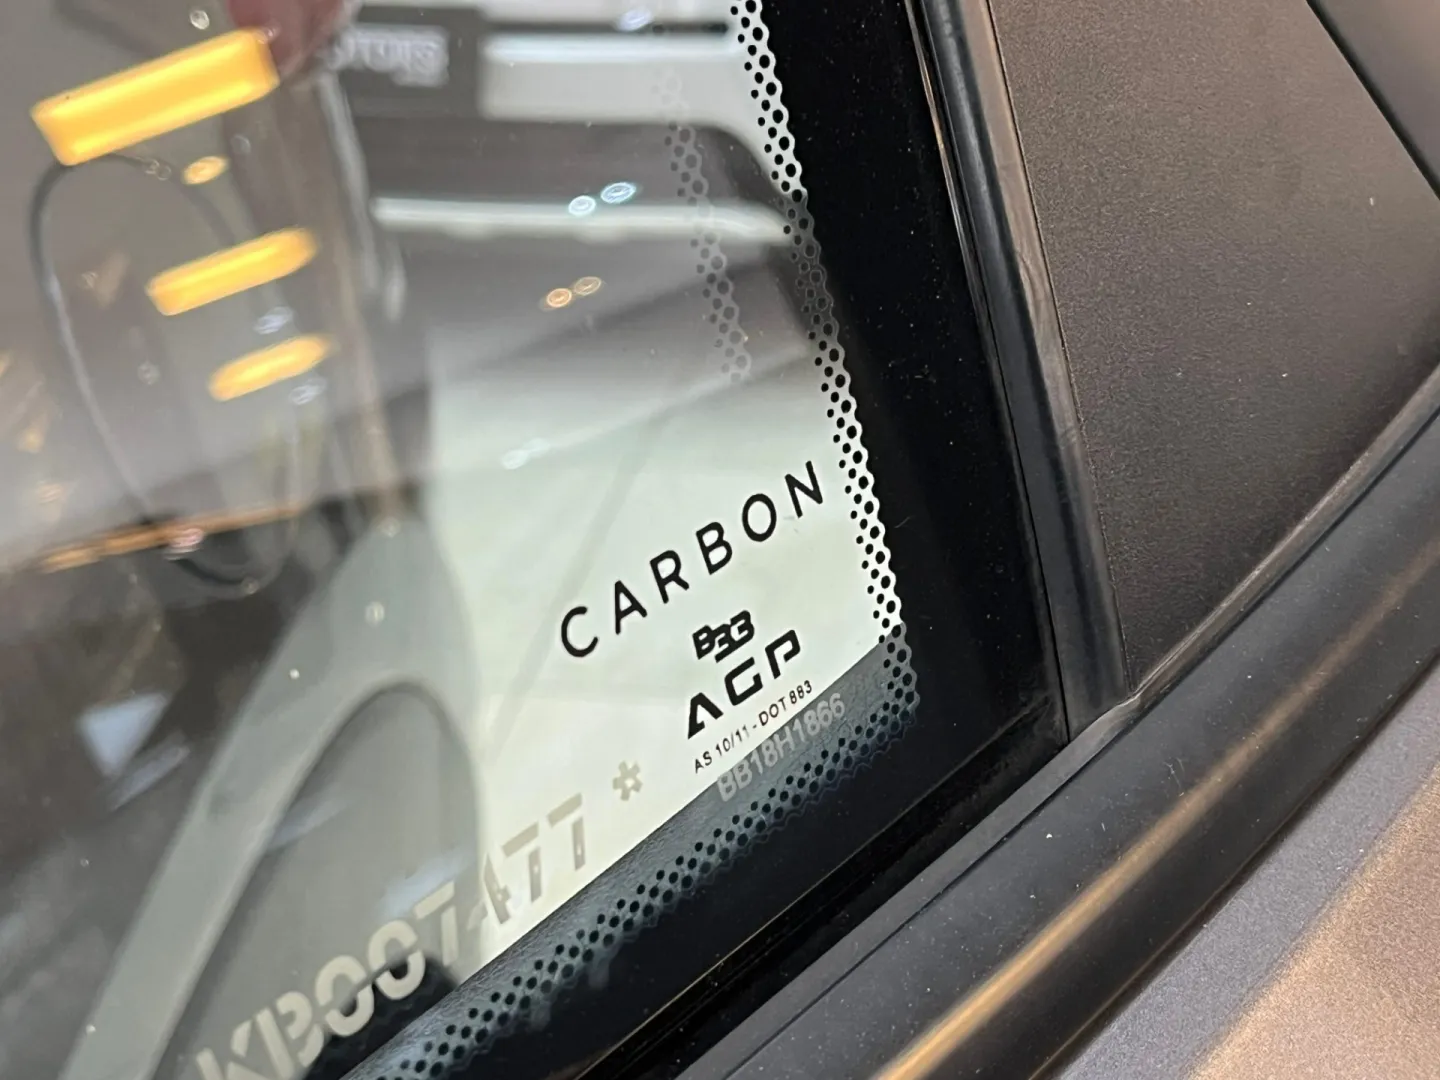 CARBON
B33
AGP
AS 10/11 - DOT 883
BB18H1866